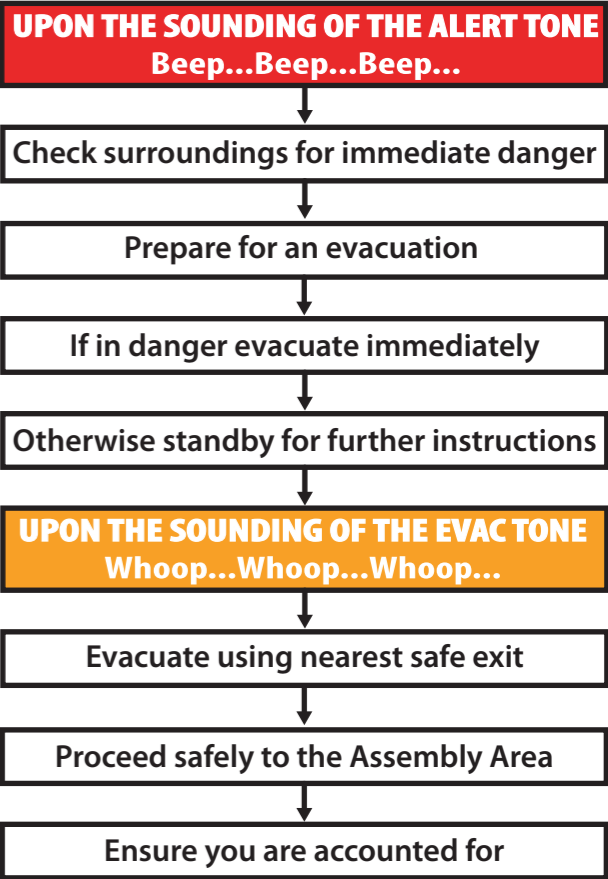 UPON THE SOUNDING OF THE ALERT TONE
Beep...Beep...Beep...
Check surroundings for immediate danger
Prepare for an evacuation
If in danger evacuate immediately
Otherwise standby for further instructions
UPON THE SOUNDING OF THE EVAC TONE
Whoop...Whoop...Whoop...
Evacuate using nearest safe exit
Proceed safely to the Assembly Area
Ensure you are accounted for